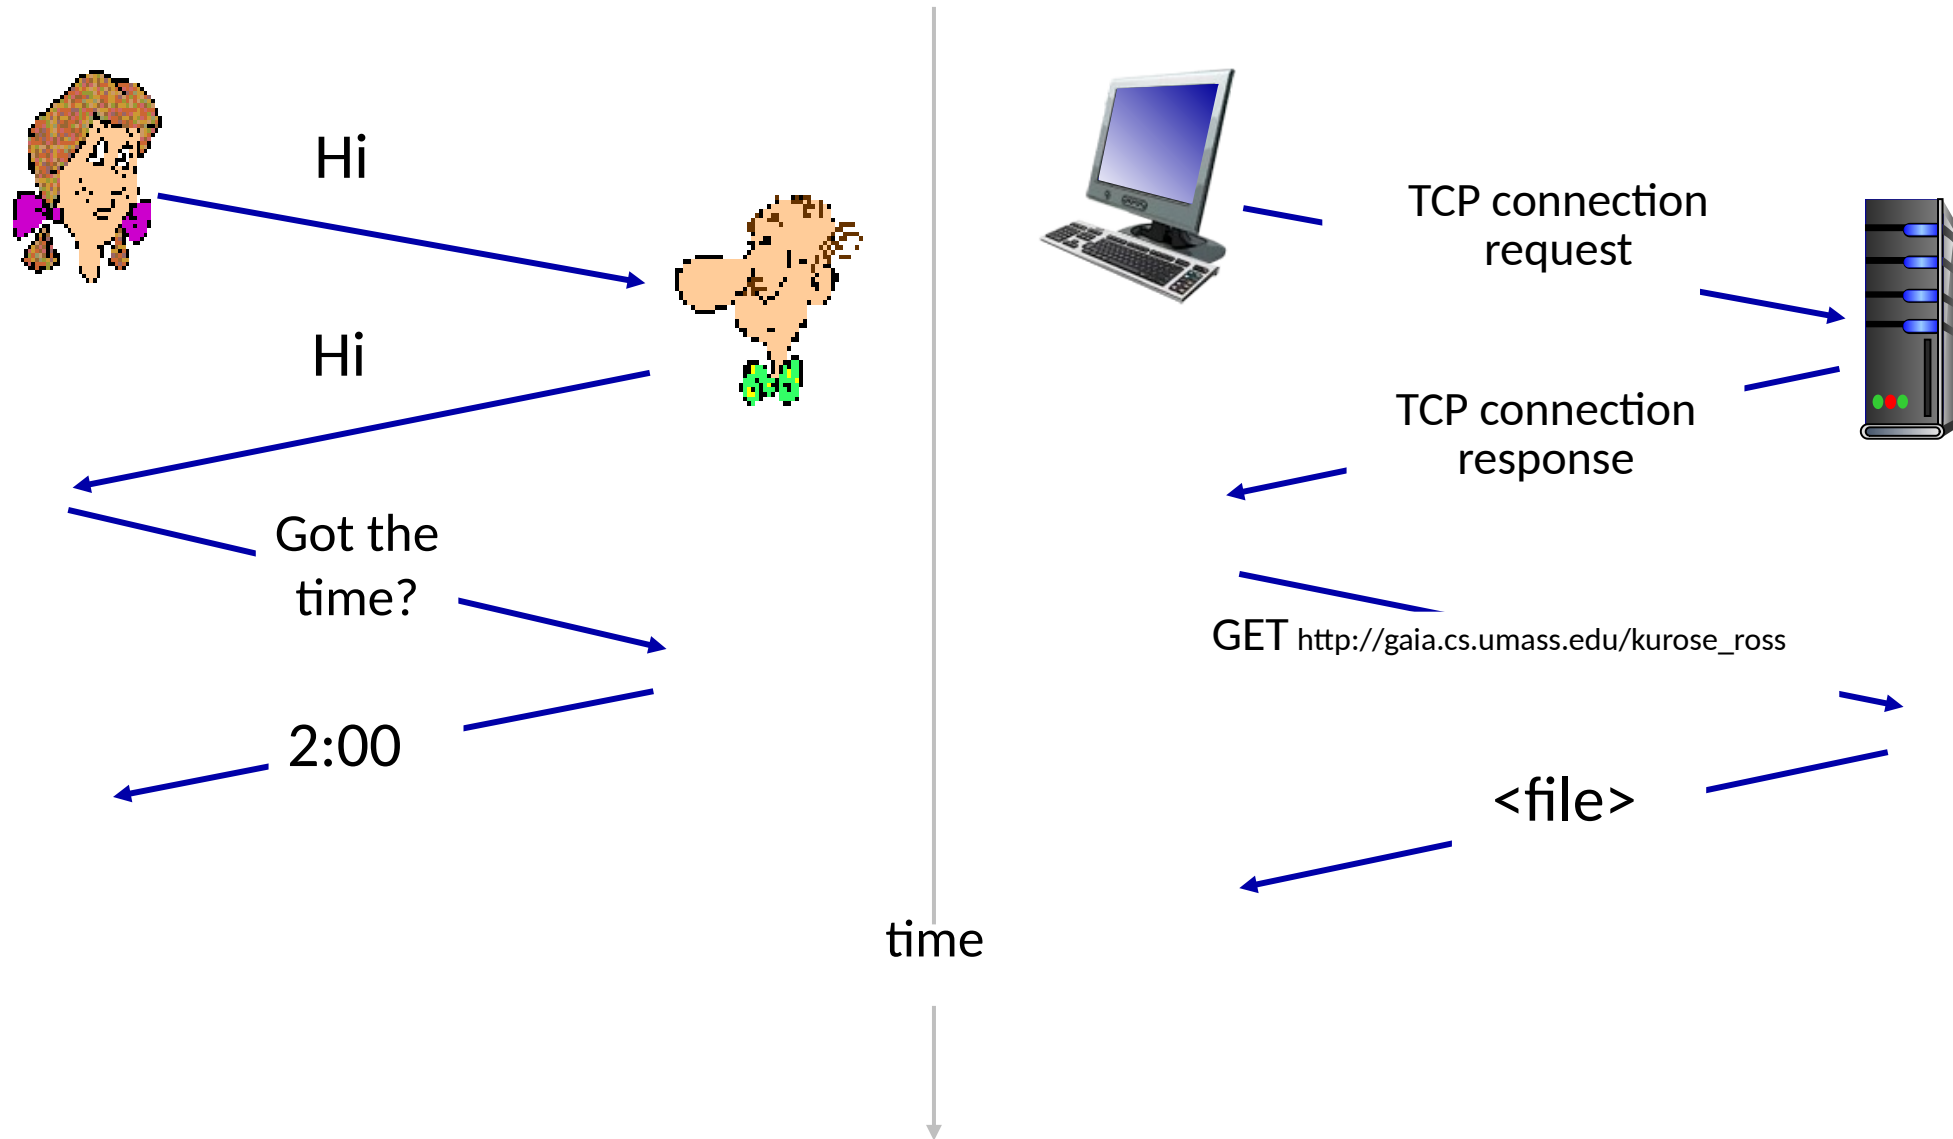 Hi
Hi
Got the
time?
2:00
TCP connection
request
TCP connection
response
GET http://gaia.cs.umass.edu/kurose_ross
<file>
time